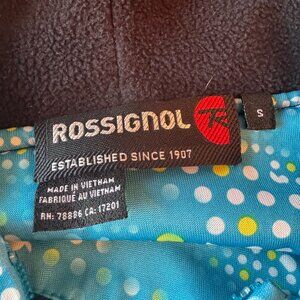 ROSSIGNOL
S
ESTABLISHED SINCE 1907
MADE IN VIETNAM
FABRIQUÉ AU VIETNAM
RN: 78886 CA: 17201